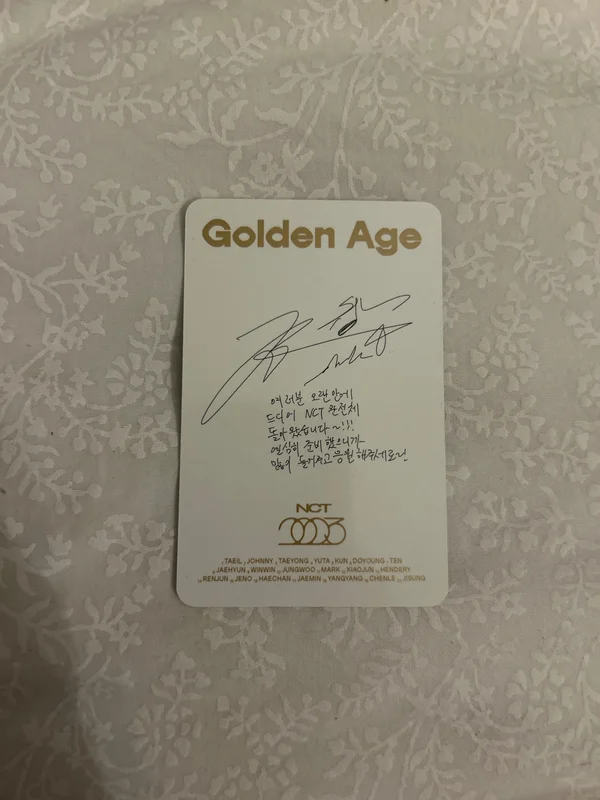 Golden Age
여러분 오랜만에
드디어 NCT 완전체
돌아왔습니다~!!!
열심히 준비했으니까
많이 들어주고 응원해주세요
NCT
2023
TAEIL JOHNNY TAEYONG YUTA KUN DOYOUNG TEN
JAEHYUN WINWIN JUNGWOO MARK XIAOJUN HENDERY
RENJUN JENO HAECHAN JAEMIN YANGYANG CHENLE JISUNG